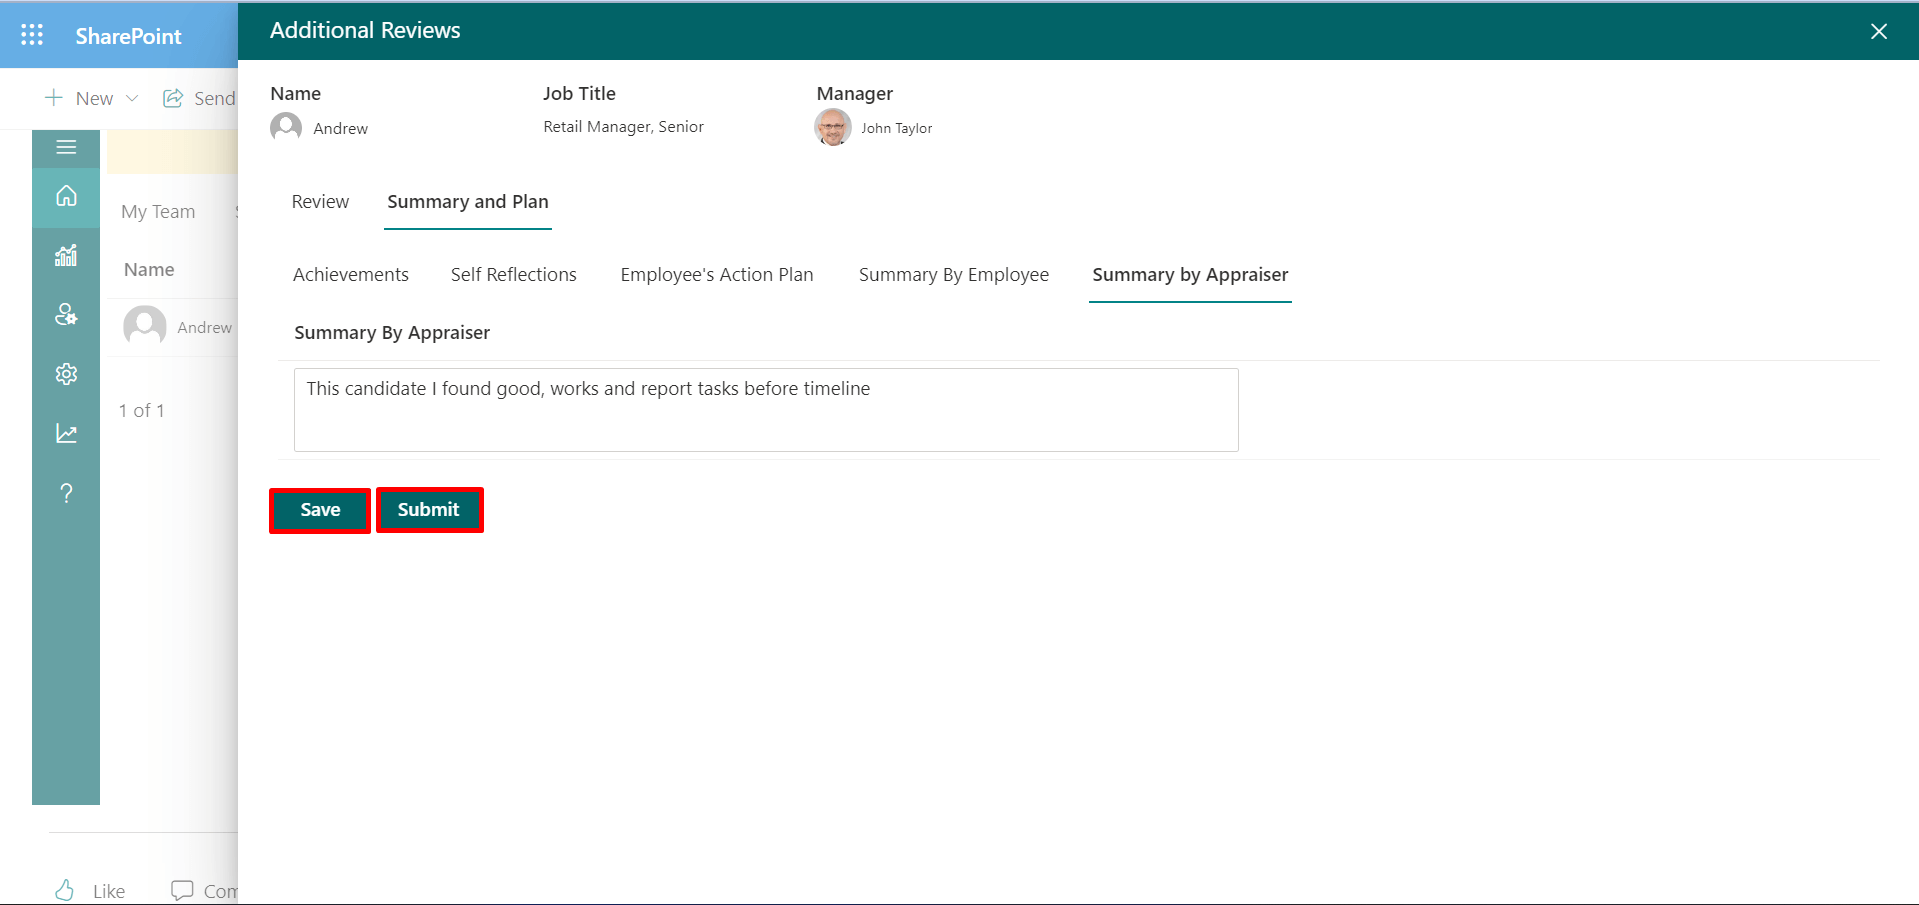 SharePoint
Additional Reviews
New
Send
Name
Job Title
Manager
Andrew
Retail Manager, Senior
John Taylor
My Team
Review
Summary and Plan
Name
Achievements
Self Reflections
Employee's Action Plan
Summary By Employee
Summary by Appraiser
Andrew
Summary By Appraiser
This candidate I found good, works and report tasks before timeline
1 of 1
Save
Submit
?
Like
Com